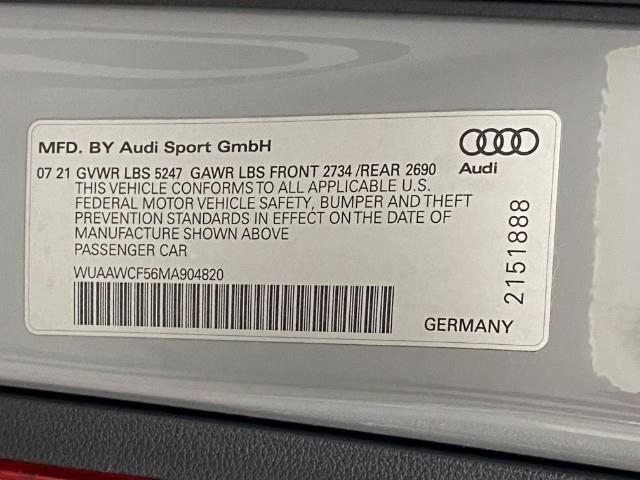 MFD. BY Audi Sport GmbH
Audi
07 21 GVWR LBS 5247 GAWR LBS FRONT 2734 /REAR 2690
THIS VEHICLE CONFORMS TO ALL APPLICABLE U.S.
FEDERAL MOTOR VEHICLE SAFETY, BUMPER AND THEFT
PREVENTION STANDARDS IN EFFECT ON THE DATE OF
MANUFACTURE SHOWN ABOVE
PASSENGER CAR
WUAAWCF56MA904820
2151888
GERMANY